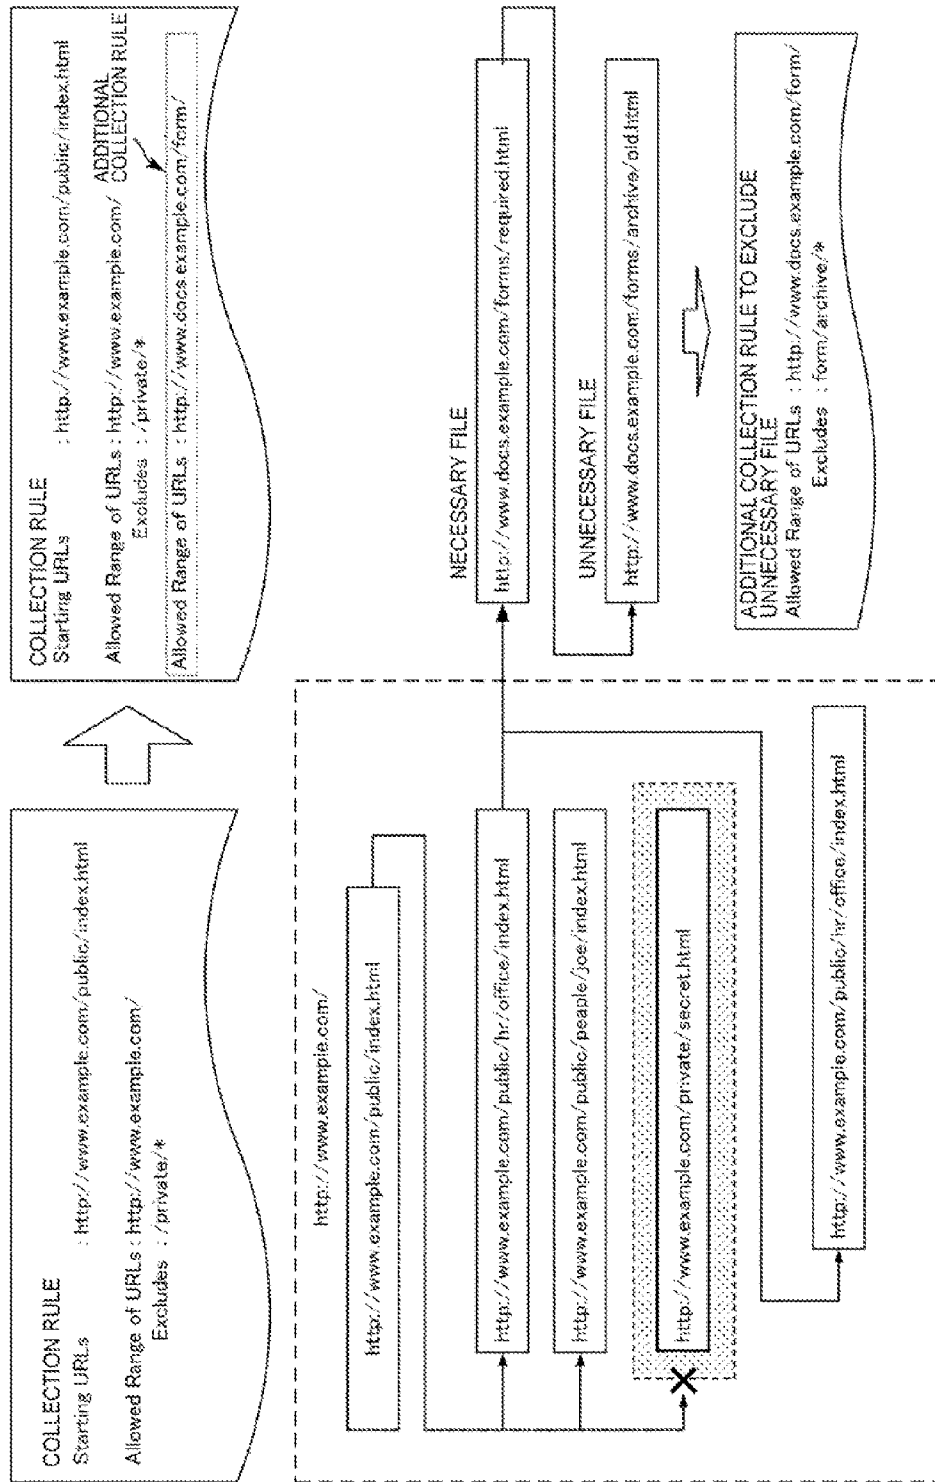 COLLECTION RULE
Starting URLs : http://www.example.com/public/index.html
Allowed Range of URLs : http://www.example.com/
Excludes : /private/*
COLLECTION RULE
Starting URLs : http://www.example.com/public/index.html
Allowed Range of URLs : http://www.example.com/
Excludes : /private/*
ADDITIONAL
COLLECTION RULE
Allowed Range of URLs : http://www.docs.example.com/form/
http://www.example.com/
http://www.example.com/public/index.html
http://www.example.com/public/hr/office/index.html
http://www.example.com/public/peaple/joe/index.html
http://www.example.com/private/secret.html
http://www.example.com/public/hr/office/index.html
NECESSARY FILE
http://www.docs.example.com/forms/required.html
UNNECESSARY FILE
http://www.docs.example.com/forms/archive/old.html
ADDITIONAL COLLECTION RULE TO EXCLUDE
UNNECESSARY FILE
Allowed Range of URLs : http://www.docs.example.com/form/
Excludes : form/archive/*